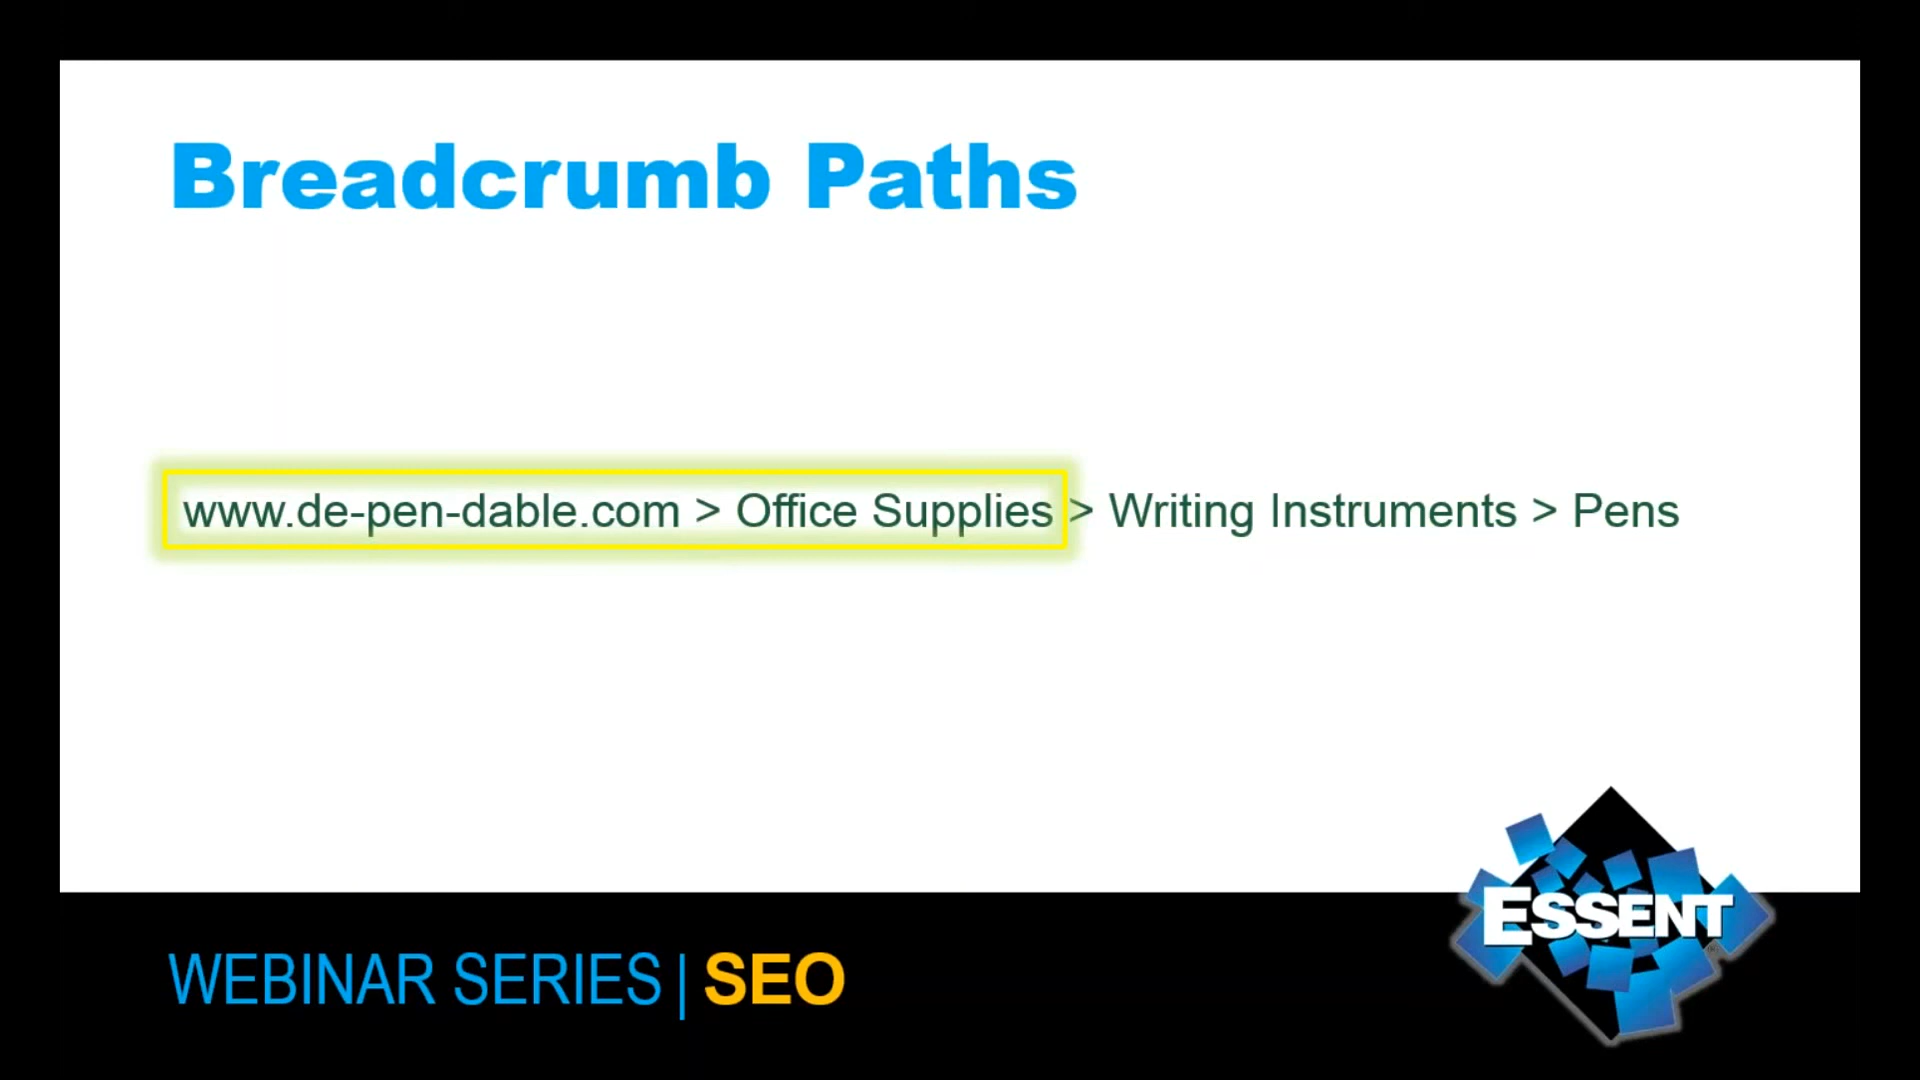 Breadcrumb Paths
www.de-pen-dable.com > Office Supplies > Writing Instruments > Pens
ESSENT
WEBINAR SERIES | SEO